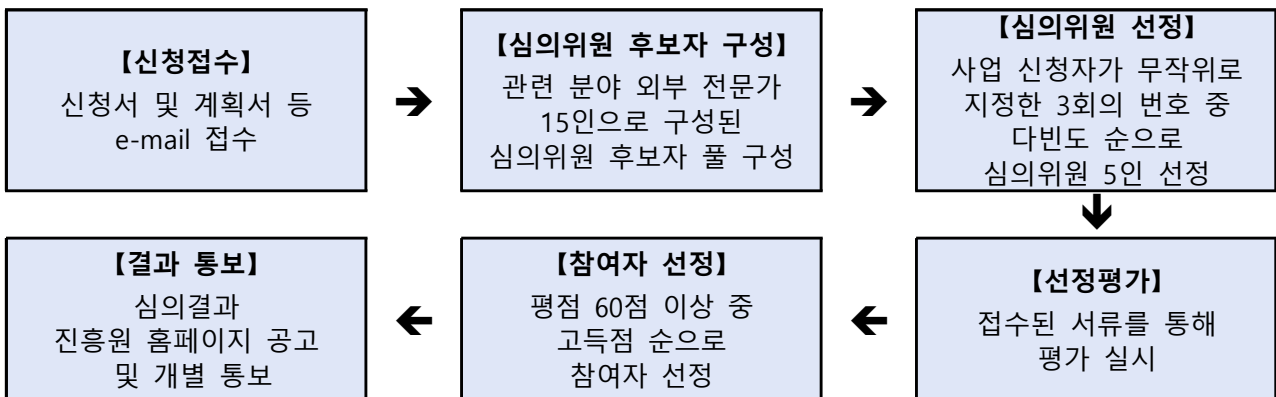 【신청접수】
신청서 및 계획서 등
e-mail 접수
【심의위원 후보자 구성】
관련 분야 외부 전문가
15인으로 구성된
심의위원 후보자 풀 구성
【심의위원 선정】
사업 신청자가 무작위로
지정한 3회의 번호 중
다빈도 순으로
심의위원 5인 선정
【선정평가】
접수된 서류를 통해
평가 실시
【참여자 선정】
평점 60점 이상 중
고득점 순으로
참여자 선정
【결과 통보】
심의결과
진흥원 홈페이지 공고
및 개별 통보